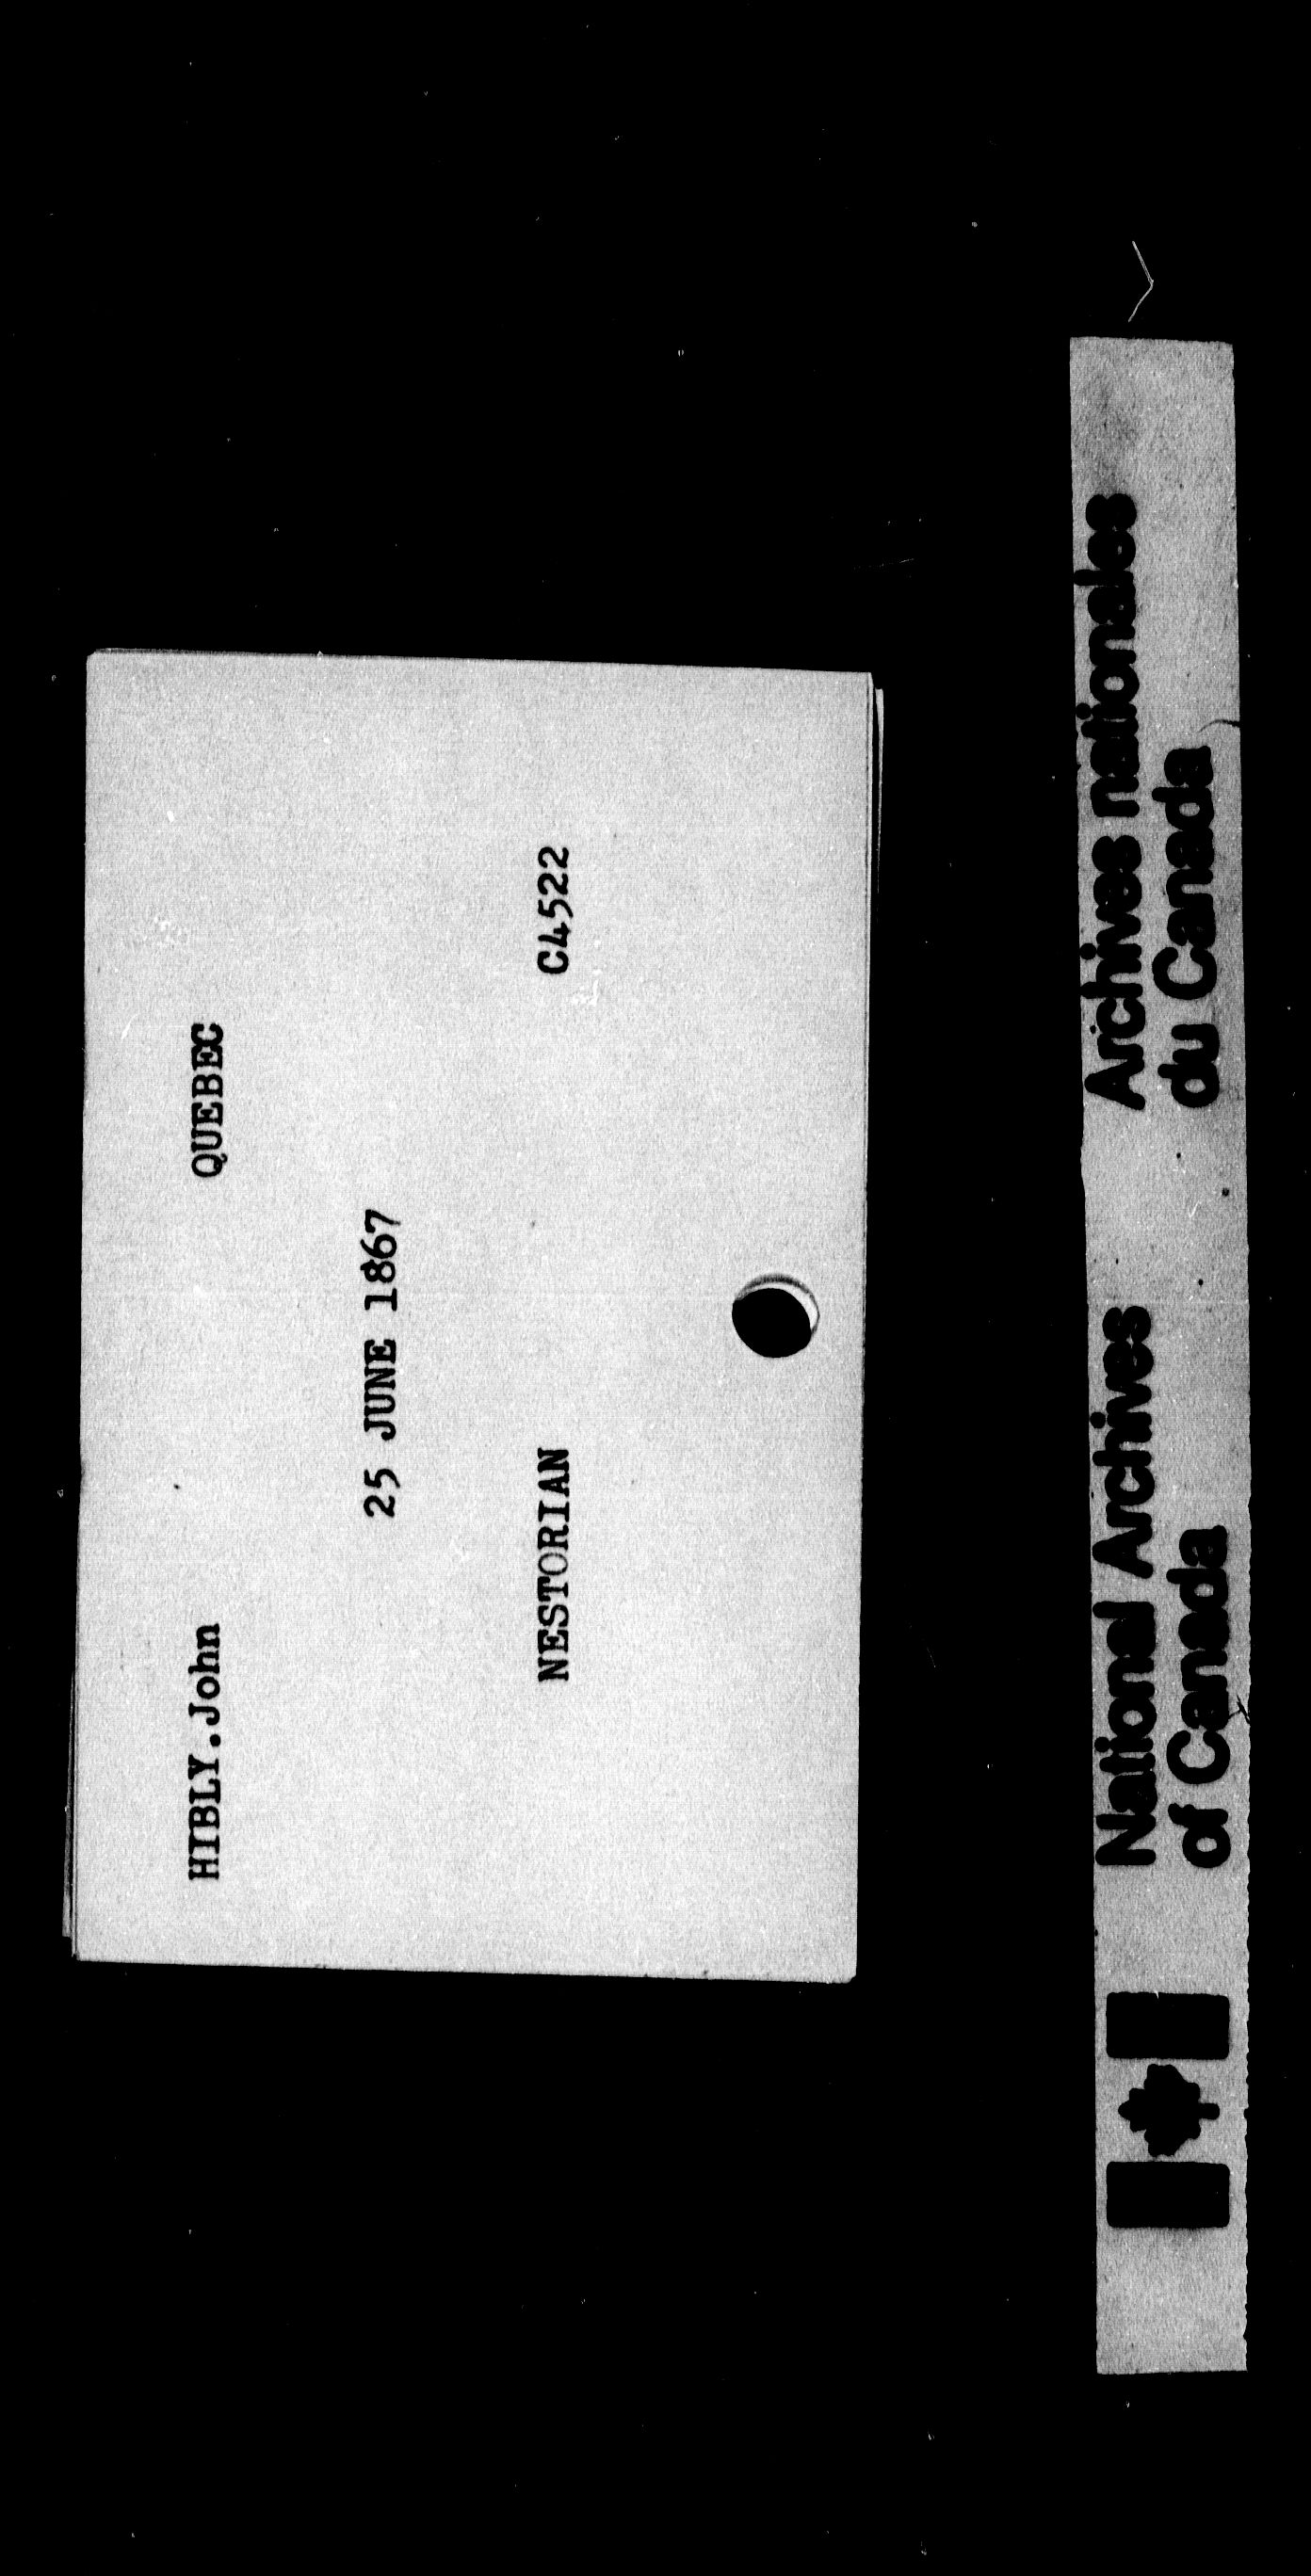 HIBLY.John QUEBEC
25 JUNE 1867
NESTORIAN C4522
National Archives
of Canada
Archives nationales
du Canada